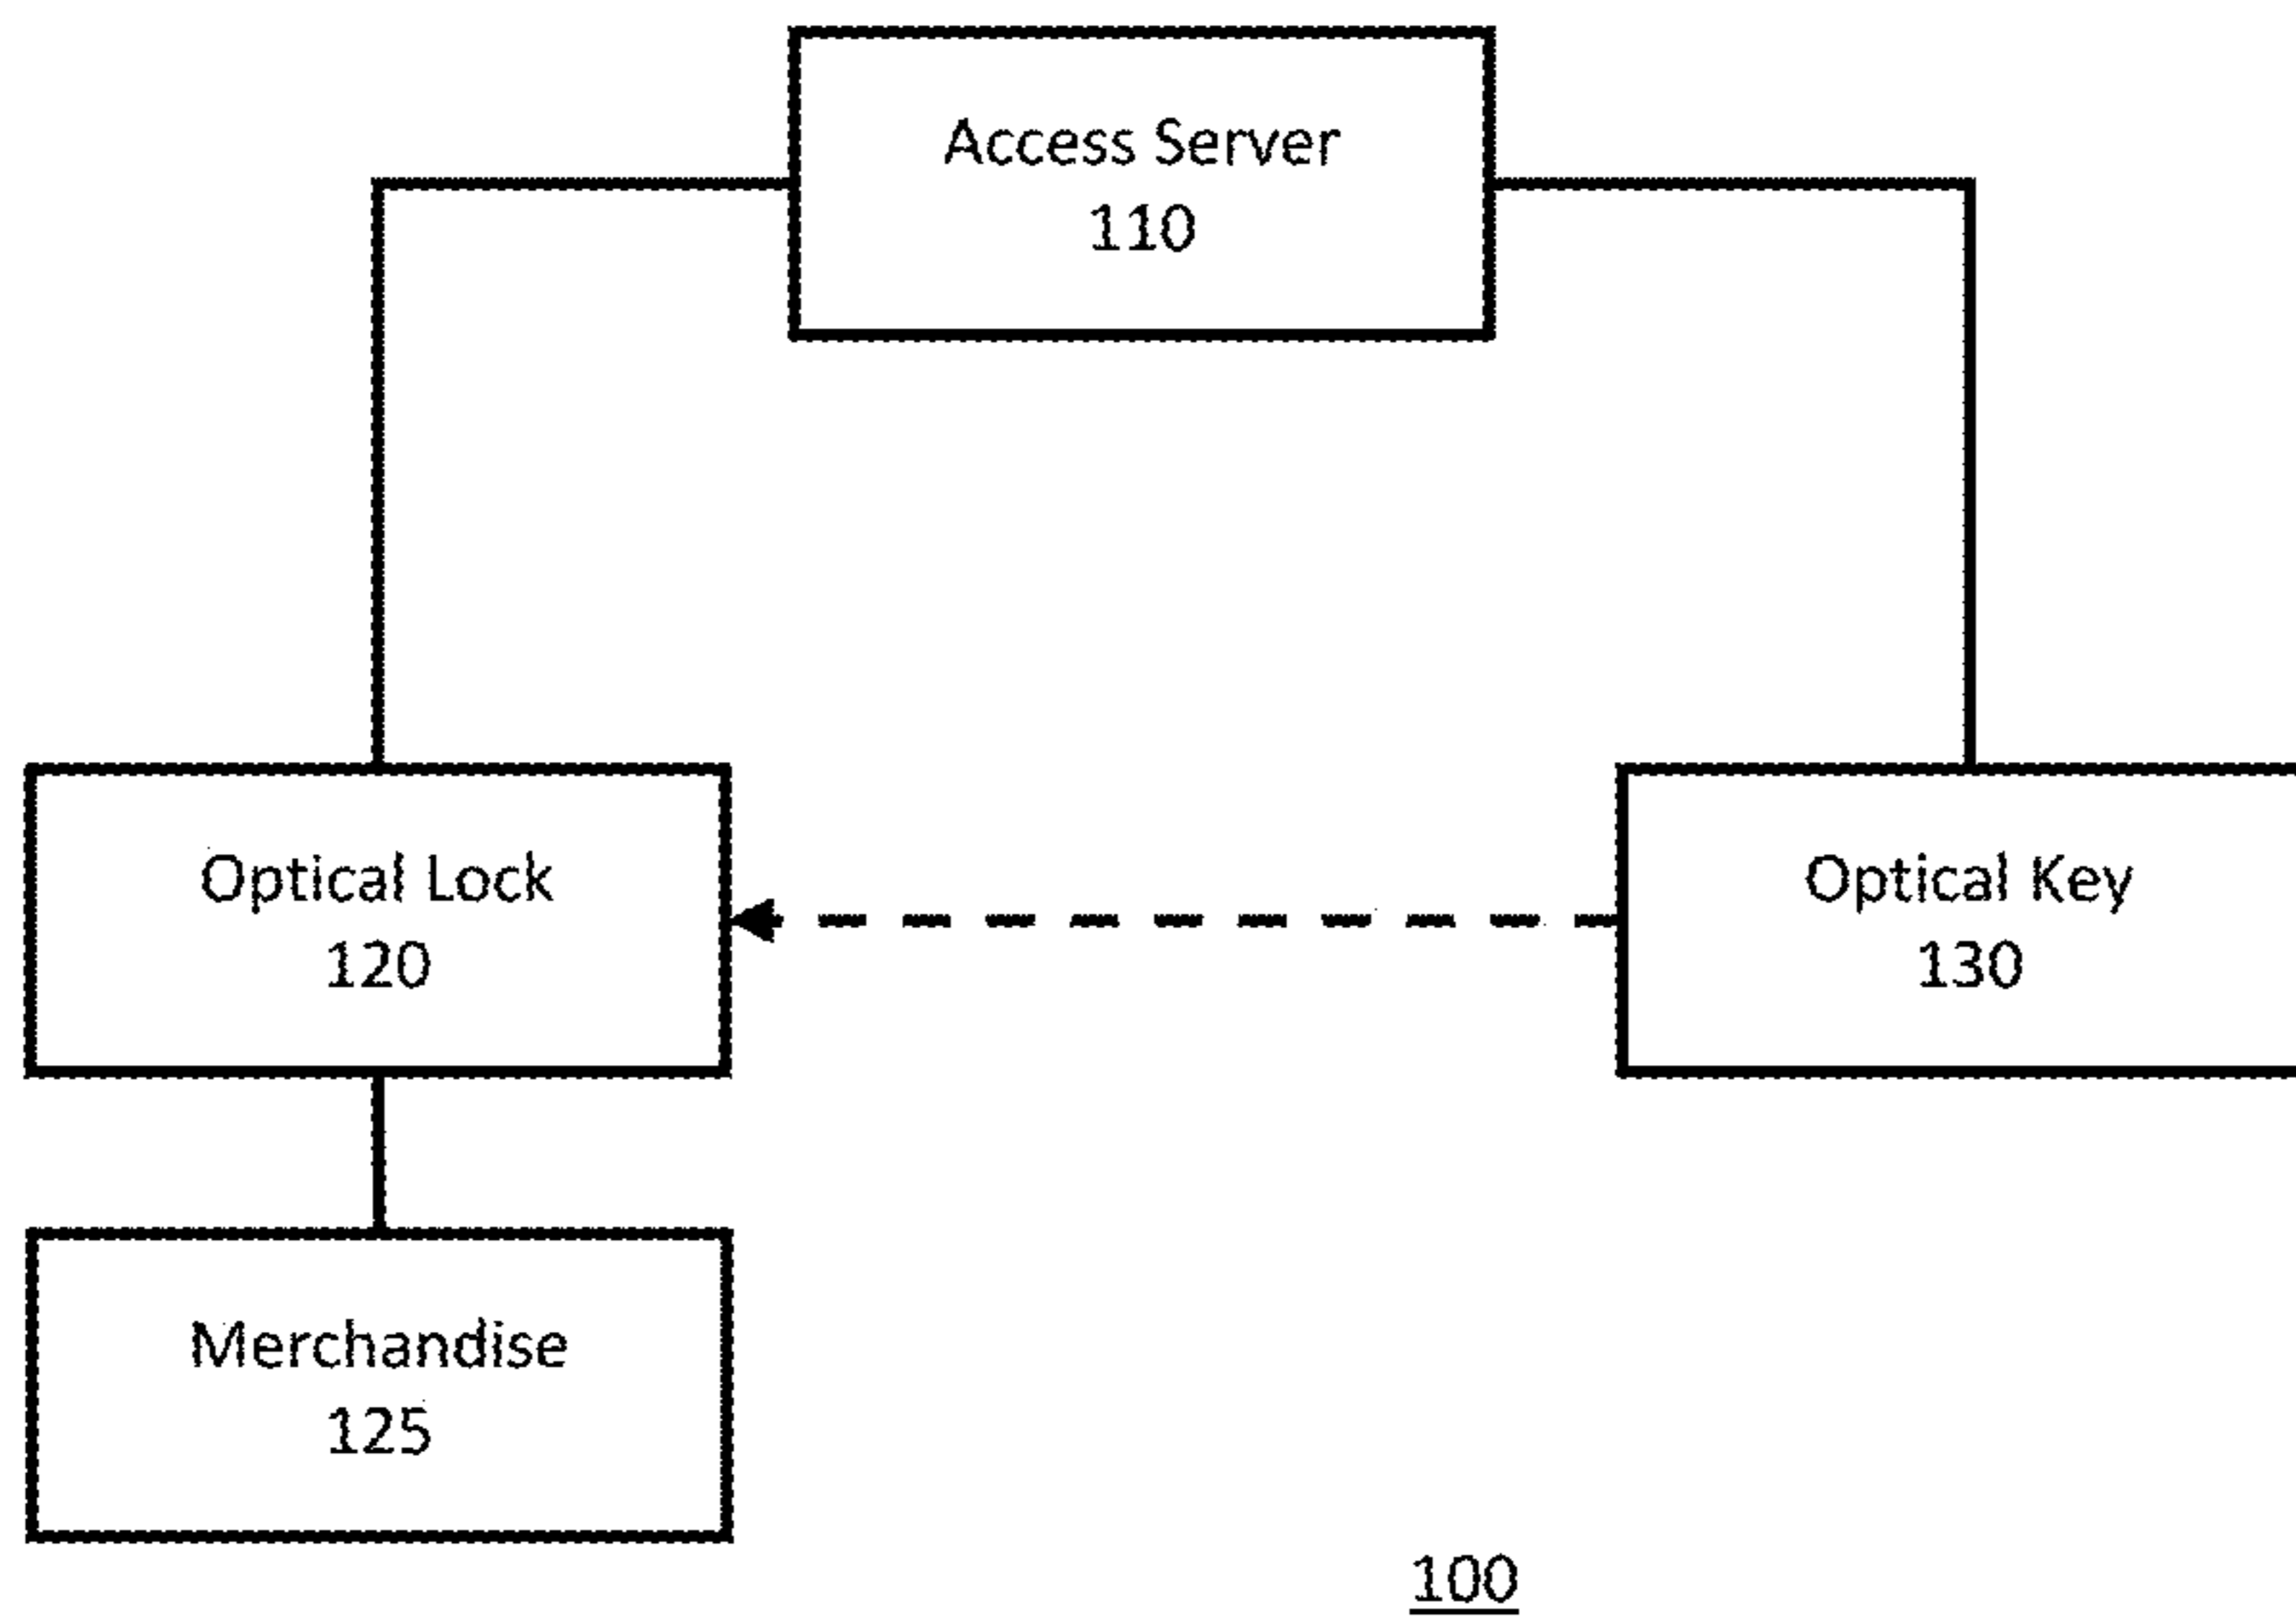 Access Server
110
Optical Lock
120
Optical Key
130
Merchandise
125
100